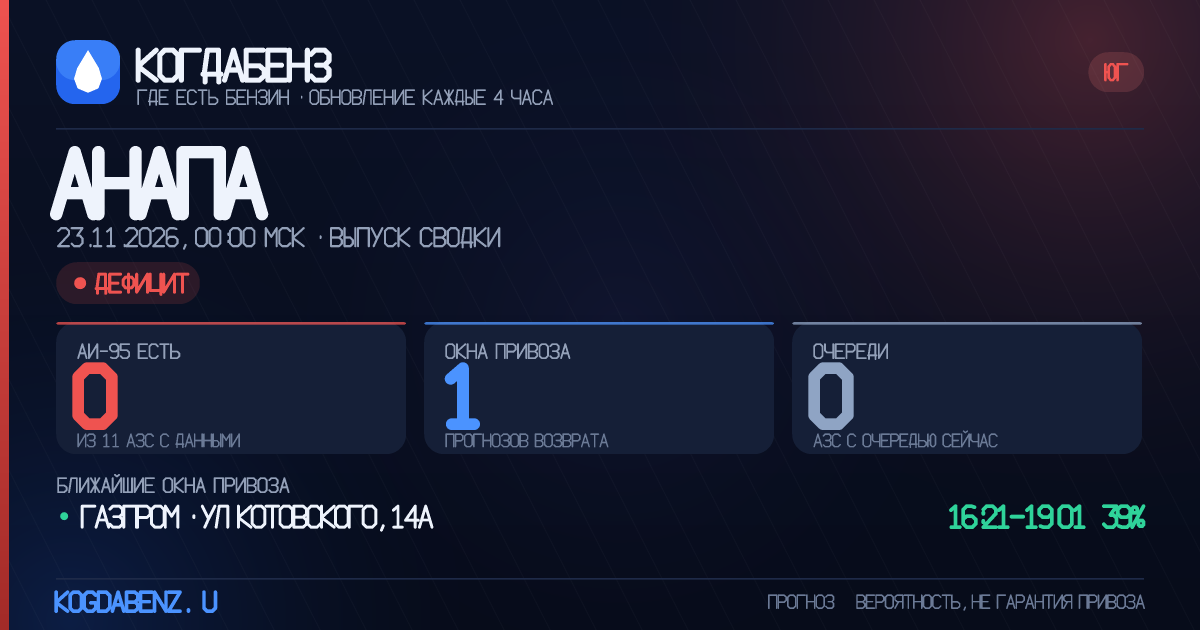 КОГДАБЕНЗ
ГДЕ ЕСТЬ БЕНЗИН · ОБНОВЛЕНИЕ КАЖДЫЕ 4 ЧАСА
ЮГ
АНАПА
23.11.2026, 00:00 МСК · ВЫПУСК СВОДКИ
ДЕФИЦИТ
АИ-95 ЕСТЬ
0
ИЗ 11 АЗС С ДАННЫМИ
ОКНА ПРИВОЗА
1
ПРОГНОЗОВ ВОЗВРАТА
ОЧЕРЕДИ
0
АЗС С ОЧЕРЕДЬЮ СЕЙЧАС
БЛИЖАЙШИЕ ОКНА ПРИВОЗА
• ГАЗПРОМ · УЛ КОТОВСКОГО, 14А
16:21-19:01 39%
KOGDABENZ. U
ПРОГНОЗ ВЕРОЯТНОСТЬ, НЕ ГАРАНТИЯ ПРИВОЗА